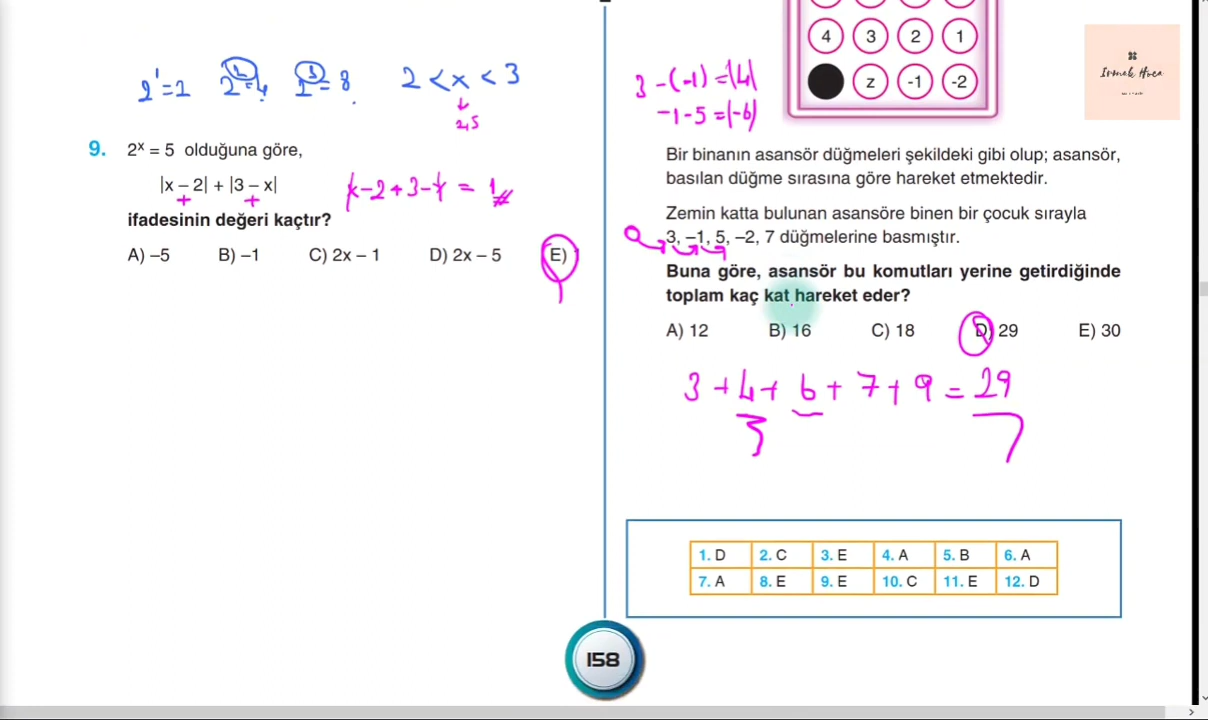 2¹=2 2²=4 2³=8 2 < x < 3
2,5
9. 2ˣ = 5 olduğuna göre,
|x – 2| + |3 – x|
+ +
x-2+3-x = 1
ifadesinin değeri kaçtır?
A) –5 B) –1 C) 2x – 1 D) 2x – 5 E) 1
4 3 2 1
z -1 -2
Irmak Hoca
3-(-1)=|4|
-1-5=|-6|
Bir binanın asansör düğmeleri şekildeki gibi olup; asansör,
basılan düğme sırasına göre hareket etmektedir.
Zemin katta bulunan asansöre binen bir çocuk sırayla
0
3, –1, 5, –2, 7 düğmelerine basmıştır.
Buna göre, asansör bu komutları yerine getirdiğinde
toplam kaç kat hareket eder?
A) 12 B) 16 C) 18 D) 29 E) 30
3+4+6+7+9=29
1. D 2. C 3. E 4. A 5. B 6. A
7. A 8. E 9. E 10. C 11. E 12. D
158